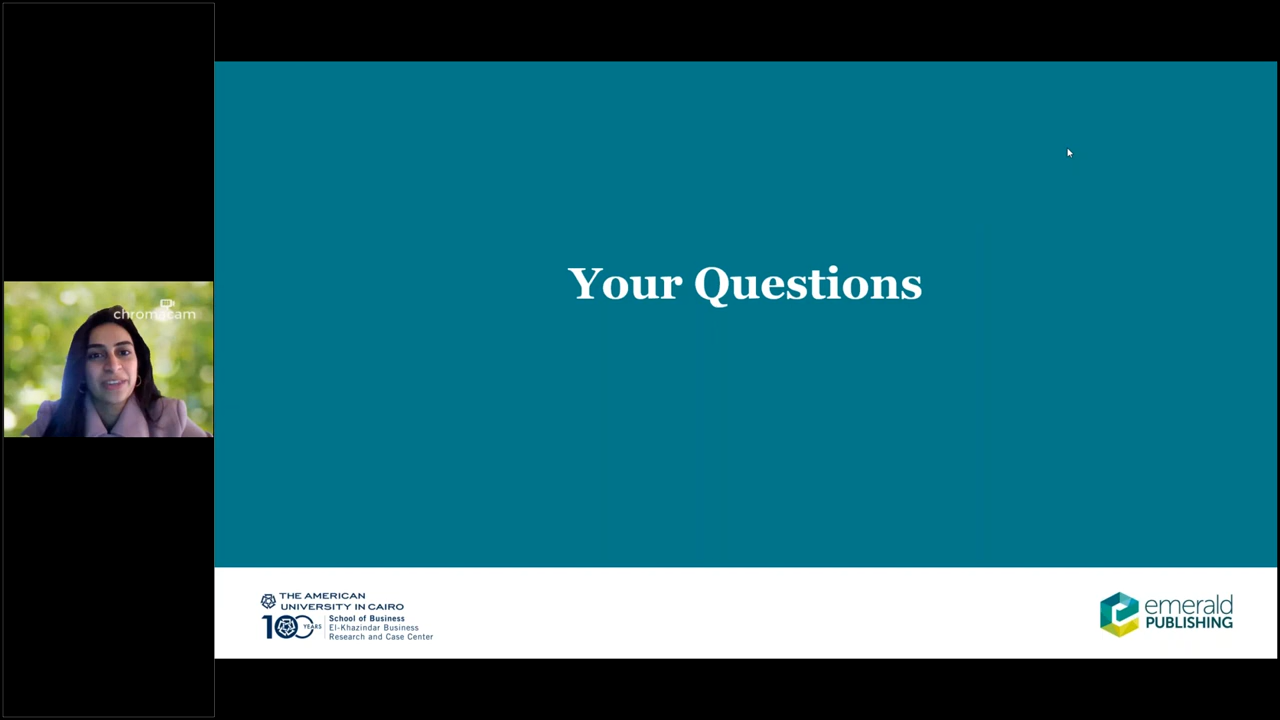 chromacam
Your Questions
THE AMERICAN
UNIVERSITY IN CAIRO
100 YEARS
School of Business
El-Khazindar Business
Research and Case Center
emerald
PUBLISHING